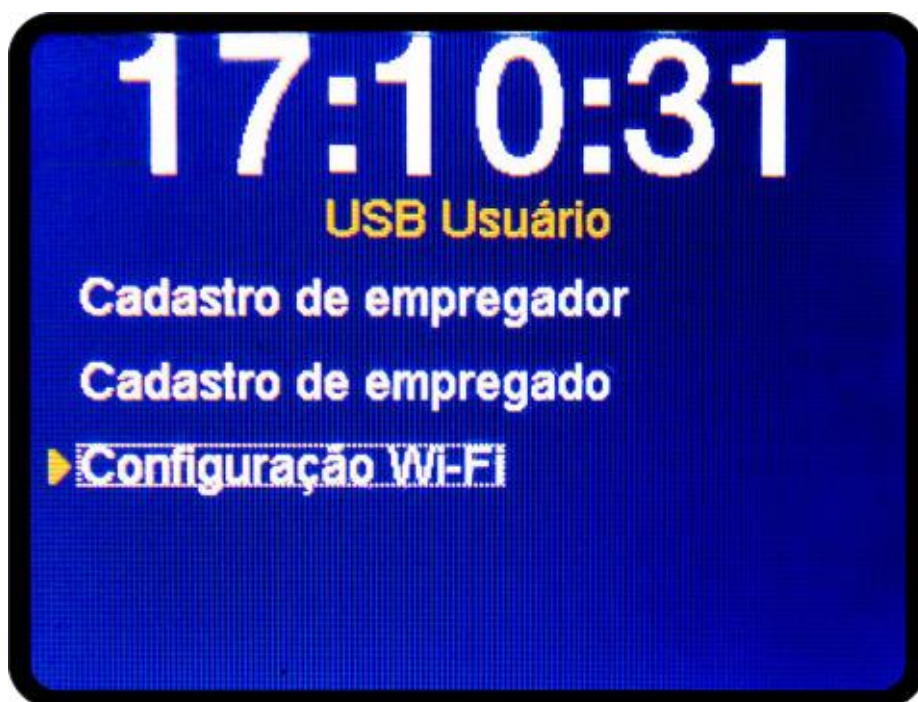 17:10:31
USB Usuário
Cadastro de empregador
Cadastro de empregado
Configuração Wi-Fi